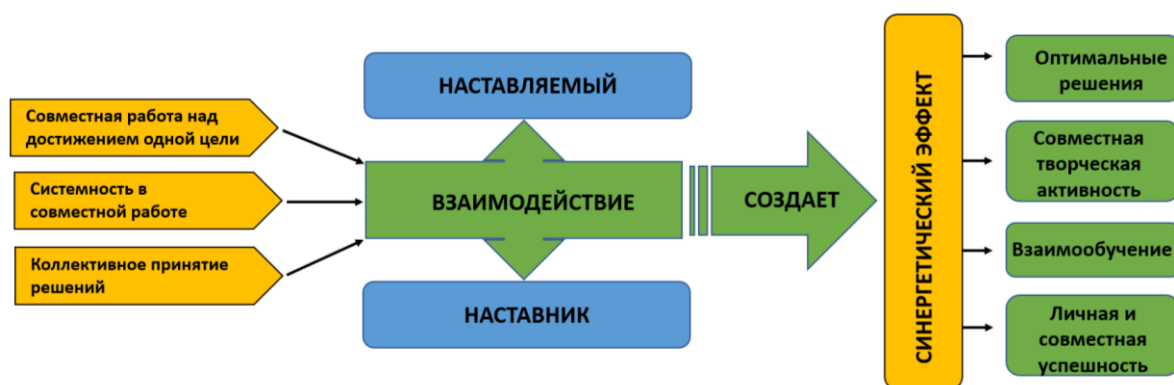 Совместная работа над
достижением одной цели
Системность в
совместной работе
Коллективное принятие
решений
НАСТАВЛЯЕМЫЙ
ВЗАИМОДЕЙСТВИЕ
НАСТАВНИК
СОЗДАЕТ
СИНЕРГЕТИЧЕСКИЙ ЭФФЕКТ
Оптимальные
решения
Совместная
творческая
активность
Взаимообучение
Личная и
совместная
успешность